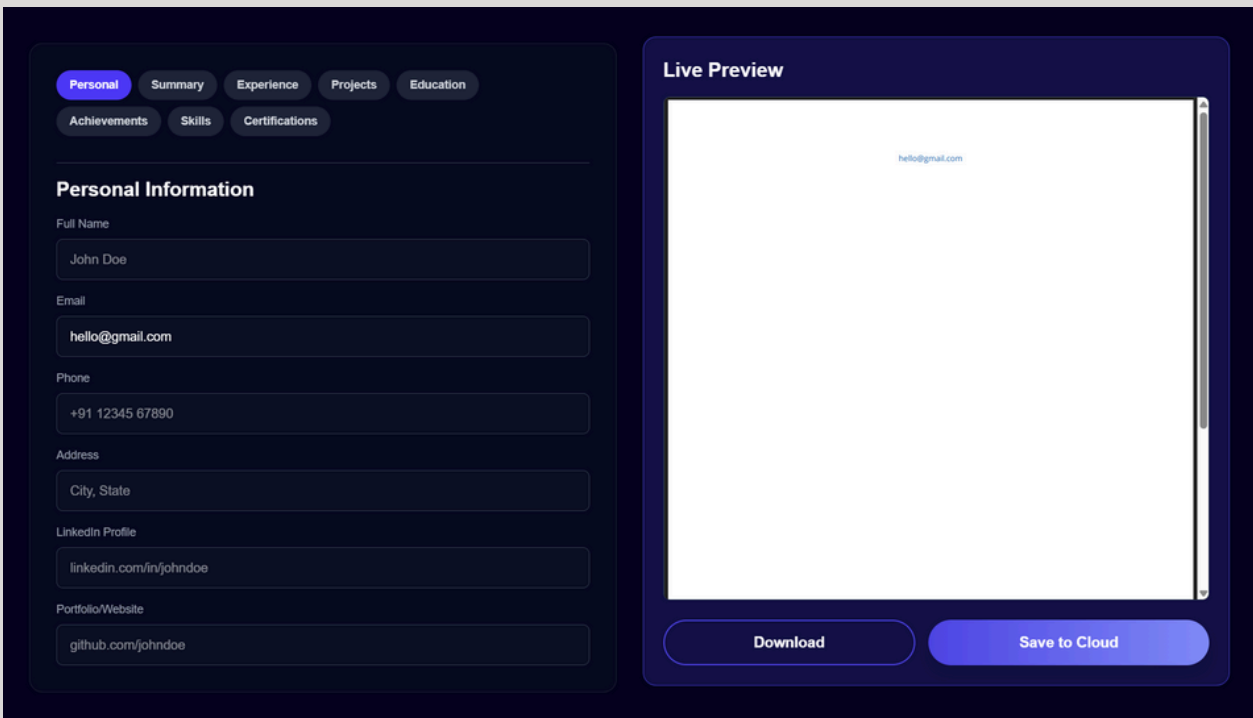 Personal Summary Experience Projects Education
Achievements Skills Certifications
Personal Information
Full Name
John Doe
Email
hello@gmail.com
Phone
+91 12345 67890
Address
City, State
LinkedIn Profile
linkedin.com/in/johndoe
Portfolio/Website
github.com/johndoe
Live Preview
hello@gmail.com
Download Save to Cloud